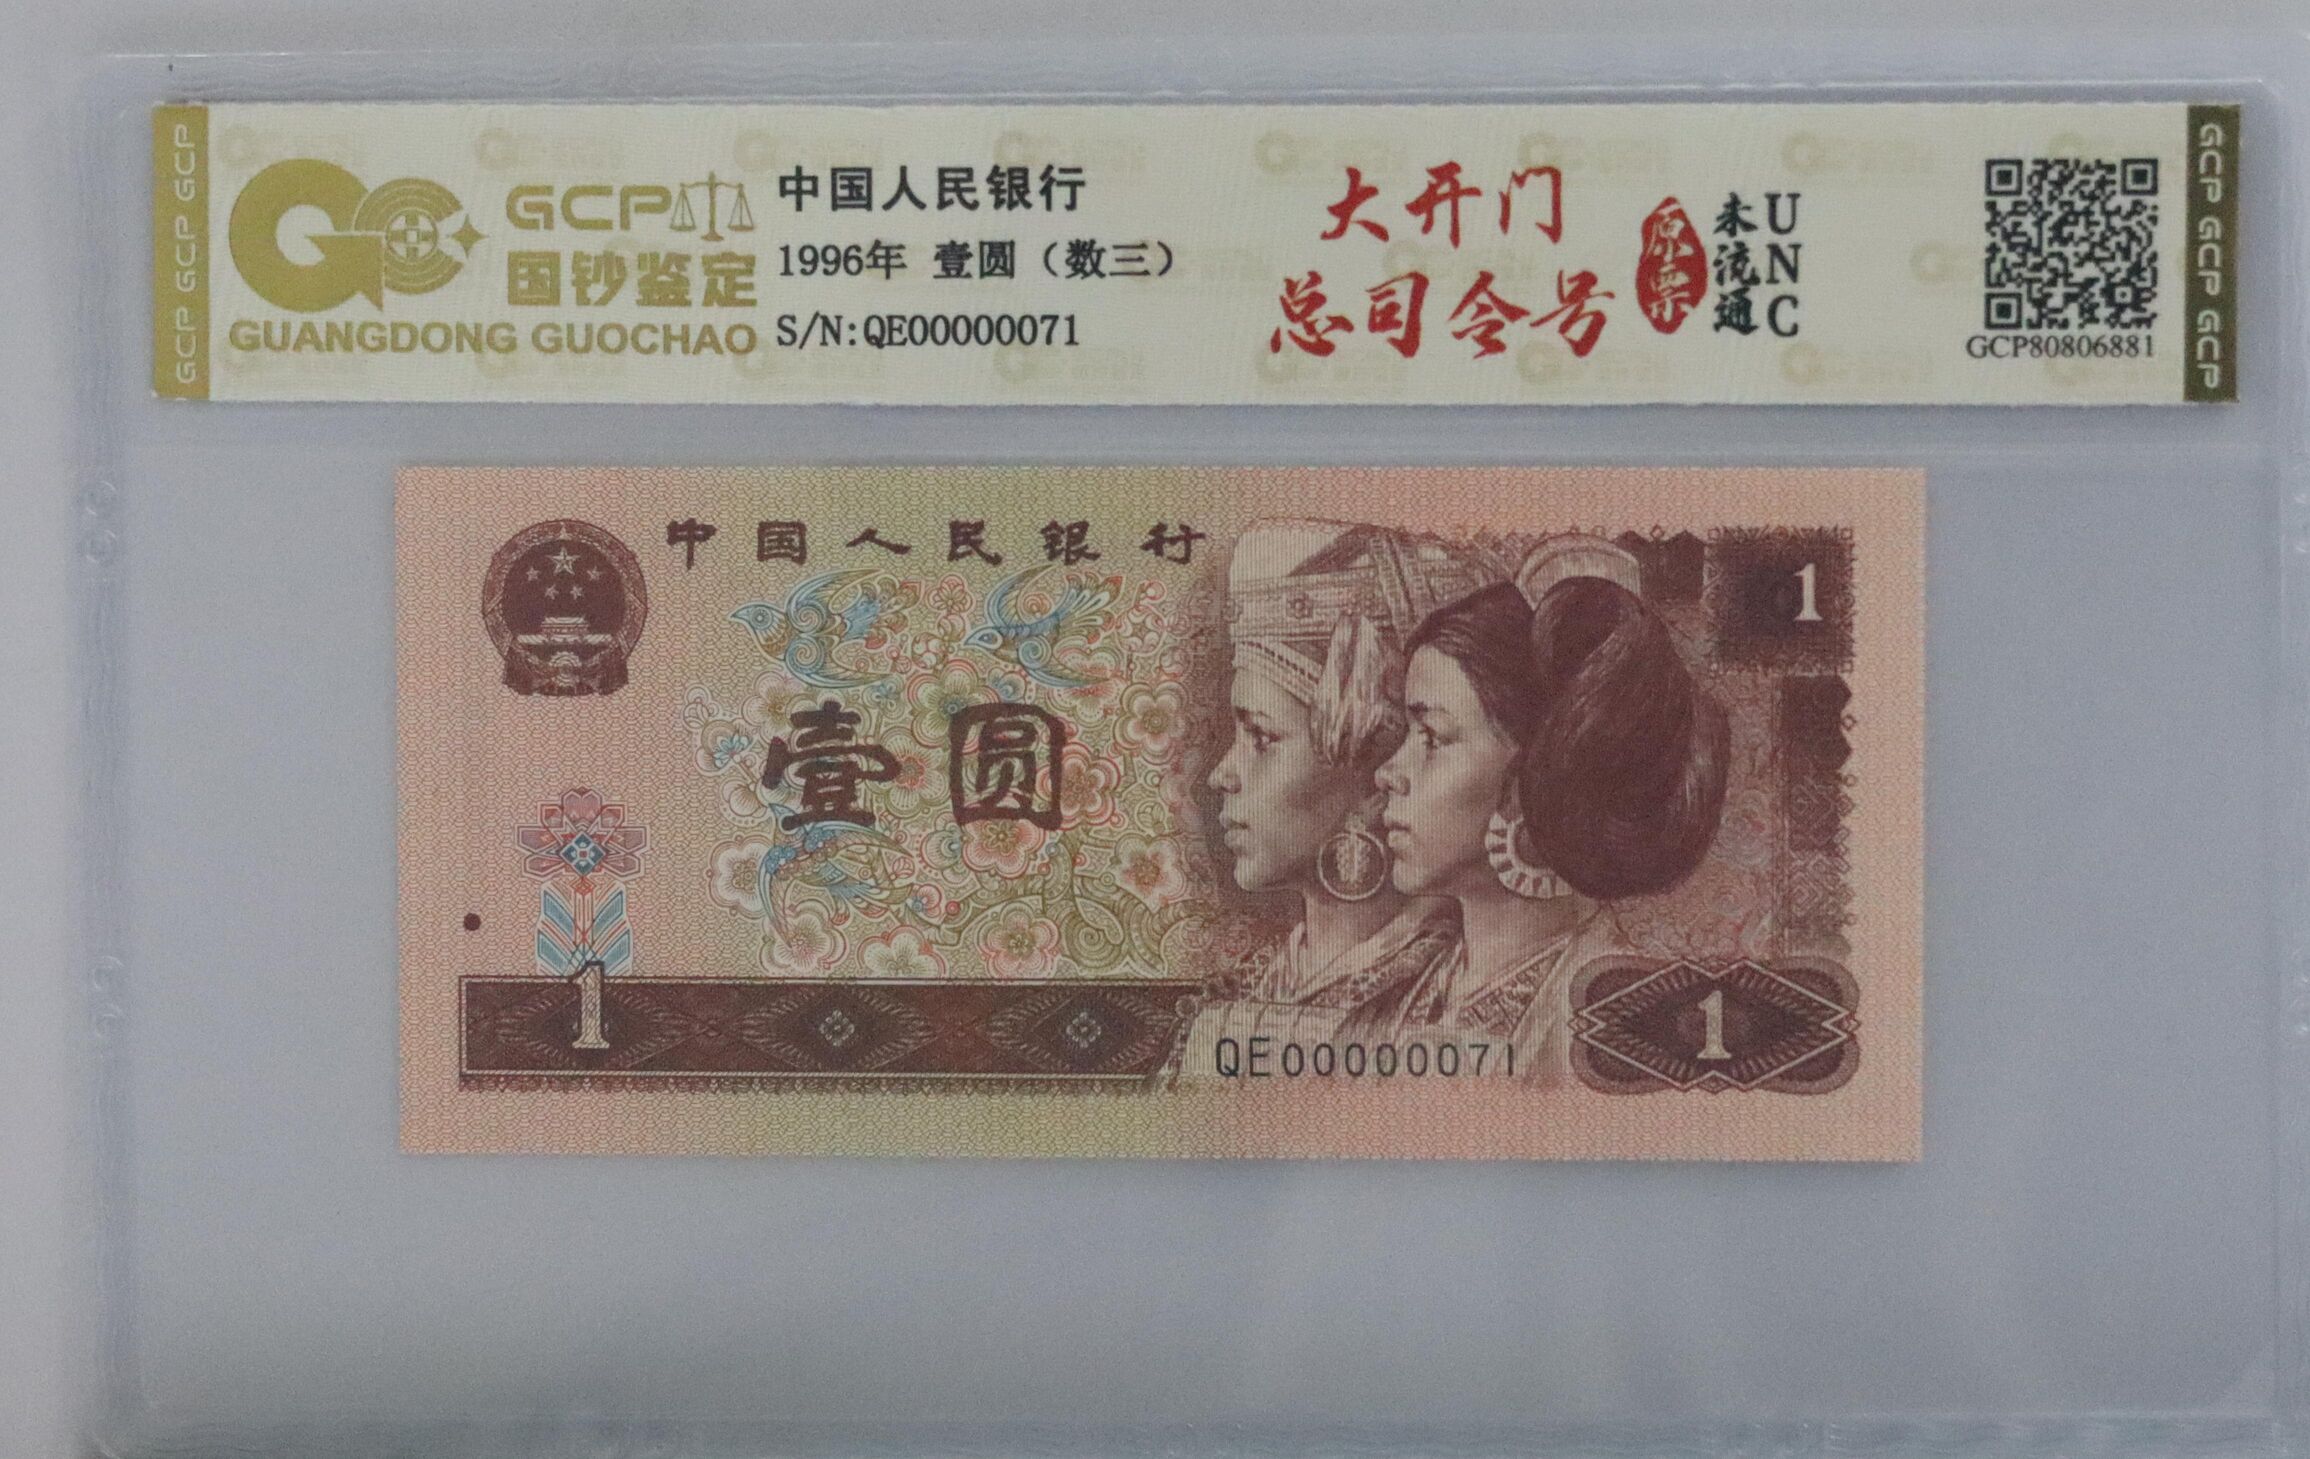 GCP GCP GCP
GCP
国钞鉴定
GUANGDONG GUOCHAO
中国人民银行
1996年 壹圆（数三）
S/N:QE00000071
大开门
总司令号
原票
未流通
UNC
GCP80806881
GCP GCP GCP
中国人民银行
1
壹圆
1
QE00000071
1